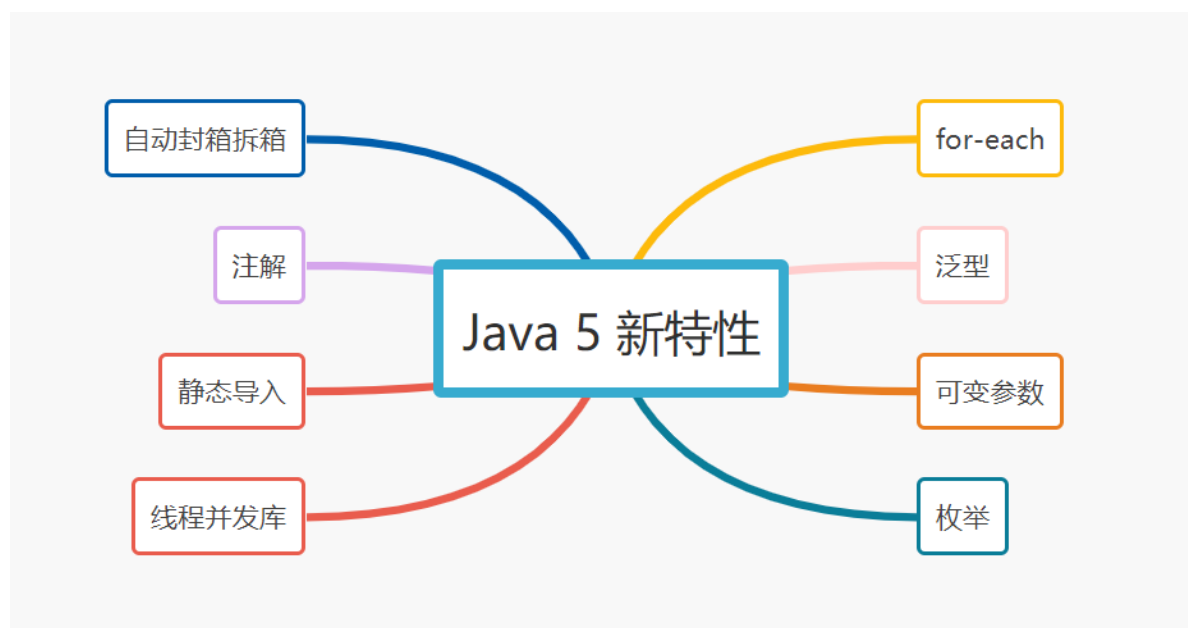 自动封箱拆箱
for-each
注解
泛型
Java 5 新特性
静态导入
可变参数
线程并发库
枚举